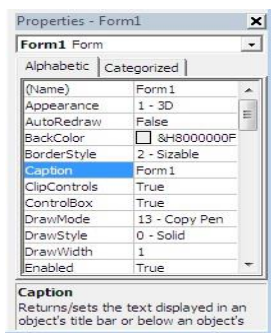 Properties - Form1
Form1 Form
Alphabetic Categorized
(Name) Form1
Appearance 1 - 3D
AutoRedraw False
BackColor &H8000000F
BorderStyle 2 - Sizable
Caption Form1
ClipControls True
ControlBox True
DrawMode 13 - Copy Pen
DrawStyle 0 - Solid
DrawWidth 1
Enabled True
Caption
Returns/sets the text displayed in an
object's title bar or below an object's